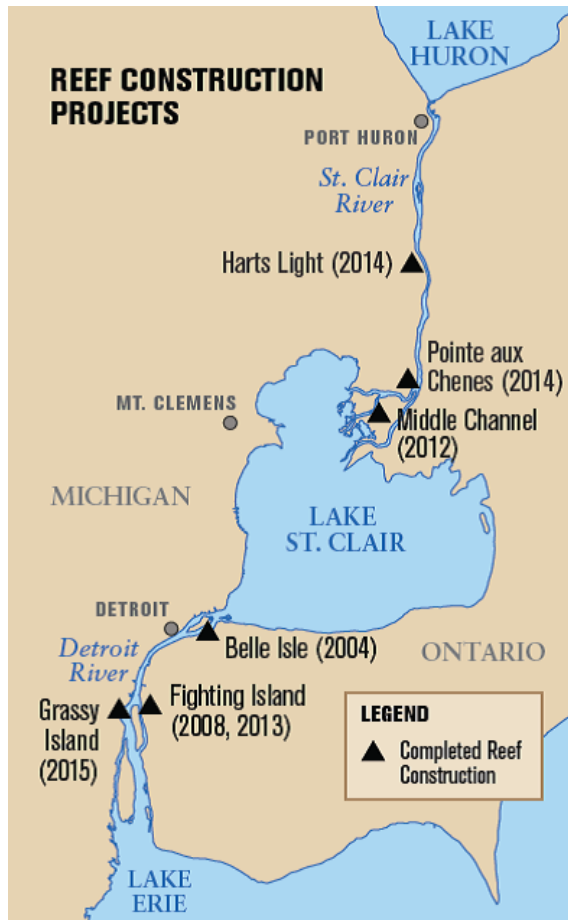 LAKE
HURON
REEF CONSTRUCTION
PROJECTS
PORT HURON
St. Clair
River
Harts Light (2014)
Pointe aux
Chenes (2014)
MT. CLEMENS
Middle Channel
(2012)
MICHIGAN
LAKE
ST. CLAIR
DETROIT
Detroit
River
Belle Isle (2004)
ONTARIO
Grassy
Island
(2015)
Fighting Island
(2008, 2013)
LEGEND
Completed Reef
Construction
LAKE
ERIE